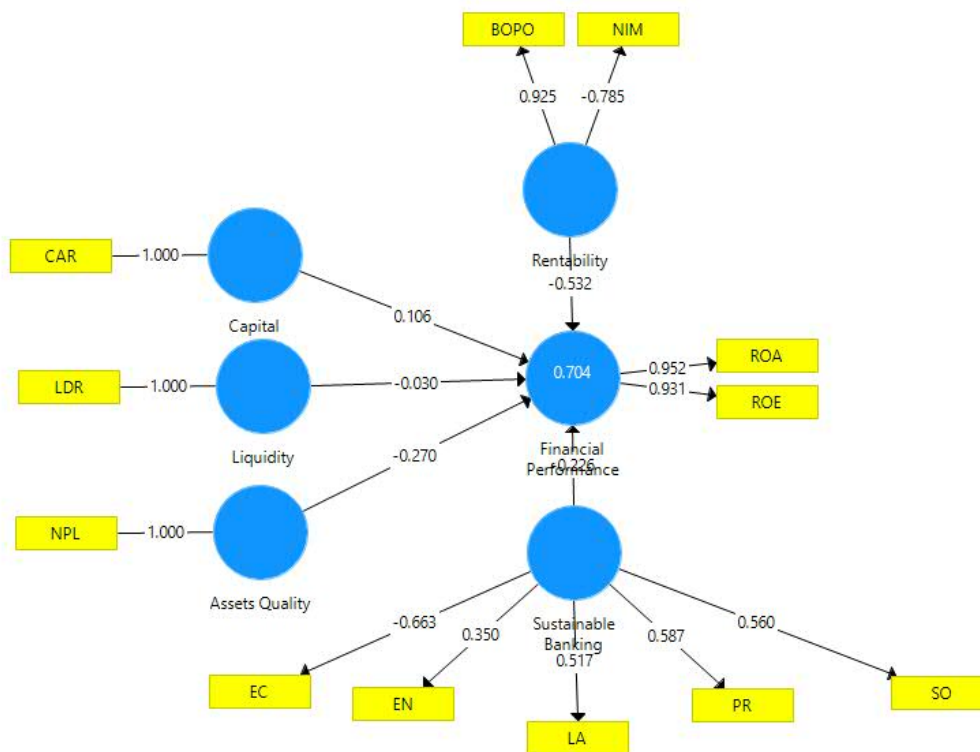 BOPO
NIM
0.925
-0.785
CAR
1.000
Rentability
-0.532
Capital
0.106
0.704
0.952
ROA
LDR
1.000
-0.030
0.931
ROE
Liquidity
-0.270
Financial
Performance
-0.226
NPL
1.000
Assets Quality
-0.663
0.350
Sustainable
Banking
0.517
0.587
0.560
EC
EN
LA
PR
SO